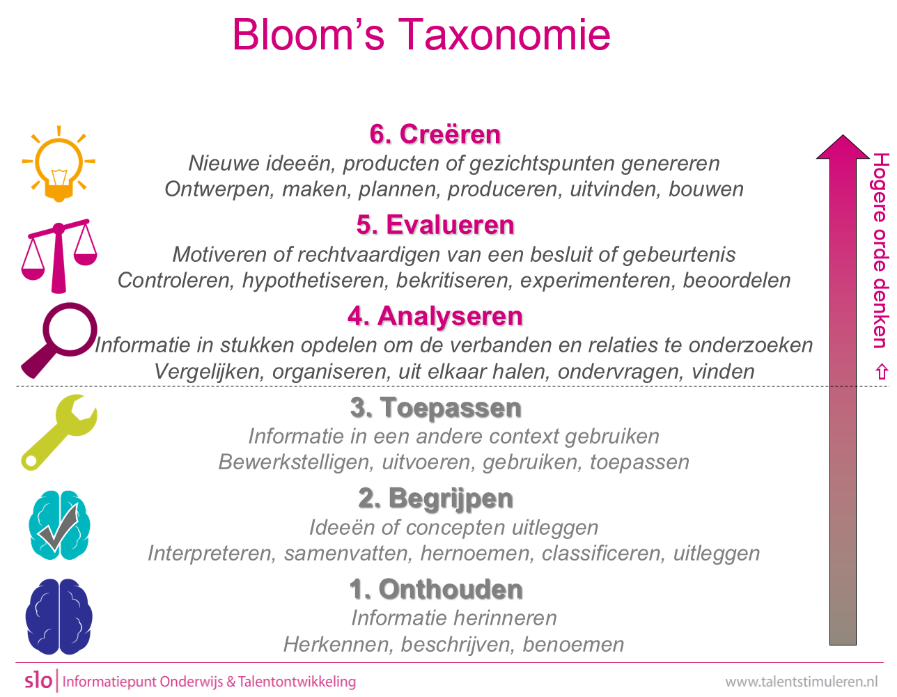 Bloom’s Taxonomie
6. Creëren
Nieuwe ideeën, producten of gezichtspunten genereren
Ontwerpen, maken, plannen, produceren, uitvinden, bouwen
5. Evalueren
Motiveren of rechtvaardigen van een besluit of gebeurtenis
Controleren, hypothetiseren, bekritiseren, experimenteren, beoordelen
4. Analyseren
Informatie in stukken opdelen om de verbanden en relaties te onderzoeken
Vergelijken, organiseren, uit elkaar halen, ondervragen, vinden
3. Toepassen
Informatie in een andere context gebruiken
Bewerkstelligen, uitvoeren, gebruiken, toepassen
2. Begrijpen
Ideeën of concepten uitleggen
Interpreteren, samenvatten, hernoemen, classificeren, uitleggen
1. Onthouden
Informatie herinneren
Herkennen, beschrijven, benoemen
Hogere orde denken
slo | Informatiepunt Onderwijs & Talentontwikkeling
www.talentstimuleren.nl